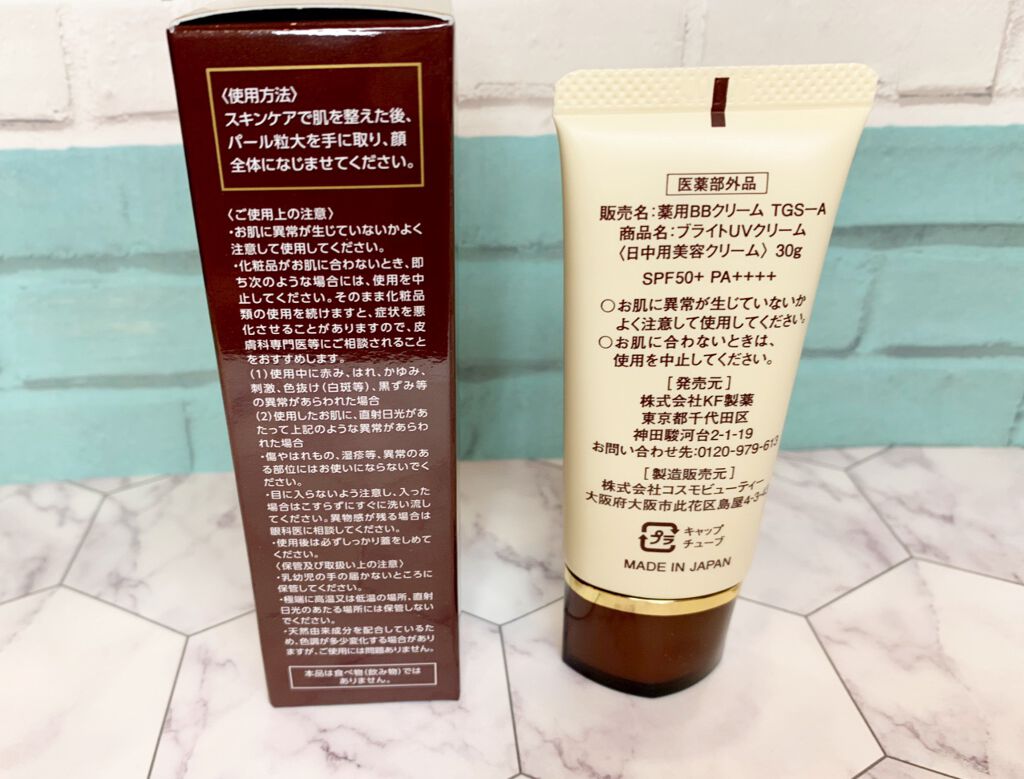 〈使用方法〉
スキンケアで肌を整えた後、
パール粒大を手に取り、顔
全体になじませてください。
〈ご使用上の注意〉
・お肌に異常が生じていないかよく
注意して使用してください。
・化粧品がお肌に合わないとき、即
ち次のような場合には、使用を中
止してください。そのまま化粧品
類の使用を続けますと、症状を悪
化させることがありますので、皮
膚科専門医等にご相談されること
をおすすめします。
(1)使用中に赤み、はれ、かゆみ、
刺激、色抜け(白斑等)、黒ずみ等
の異常があらわれた場合
(2)使用したお肌に、直射日光があ
たって上記のような異常があらわ
れた場合
・傷やはれもの、湿疹等、異常のあ
る部位にはお使いにならないでく
ださい。
・目に入らないよう注意し、入った
場合はこすらずにすぐに洗い流し
てください。異物感が残る場合は
眼科医に相談してください。
・使用後は必ずしっかり蓋をしめて
ください。
〈保管及び取扱い上の注意〉
・乳幼児の手の届かないところに
保管してください。
・極端に高温又は低温の場所、直射
日光のあたる場所には保管しない
でください。
・天然由来成分を配合しているた
め、色調が多少変化する場合があり
ますが、ご使用には問題ありません。
本品は食べ物(飲み物)では
ありません。
医薬部外品
販売名:薬用BBクリーム TGS-A
商品名:ブライトUVクリーム
〈日中用美容クリーム〉 30g
SPF50+ PA++++
○お肌に異常が生じていないか
よく注意して使用してください。
○お肌に合わないときは、
使用を中止してください。
[発売元]
株式会社KF製薬
東京都千代田区
神田駿河台2-1-19
お問い合わせ先:0120-979-613
[製造販売元]
株式会社コスモビューティー
大阪府大阪市此花区島屋4-3-
プラ
キャップ
チューブ
MADE IN JAPAN